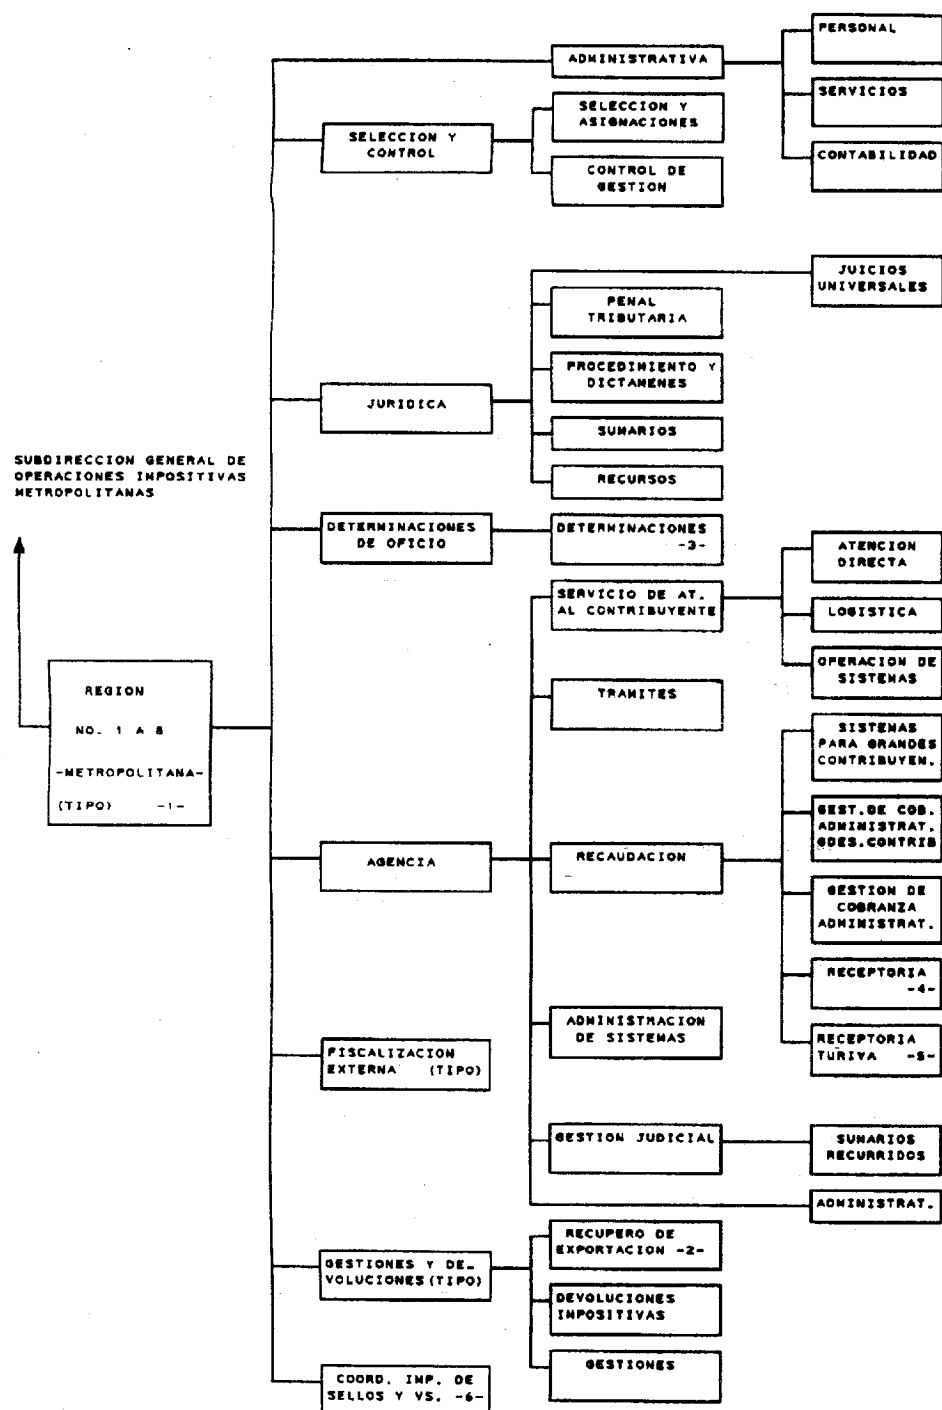 SUBDIRECCION GENERAL DE
OPERACIONES IMPOSITIVAS
METROPOLITANAS
REGION
NO. 1 A 8
-METROPOLITANA-
(TIPO) -1-
ADMINISTRATIVA
PERSONAL
SERVICIOS
CONTABILIDAD
SELECCION Y
CONTROL
SELECCION Y
ASIGNACIONES
CONTROL DE
GESTION
JURIDICA
JUICIOS
UNIVERSALES
PENAL
TRIBUTARIA
PROCEDIMIENTO Y
DICTAMENES
SUMARIOS
RECURSOS
DETERMINACIONES
DE OFICIO
DETERMINACIONES
-3-
AGENCIA
SERVICIO DE AT.
AL CONTRIBUYENTE
ATENCION
DIRECTA
LOGISTICA
OPERACION DE
SISTEMAS
TRAMITES
RECAUDACION
SISTEMAS
PARA GRANDES
CONTRIBUYEN.
GEST.DE COB.
ADMINISTRAT.
GDES.CONTRIB
GESTION DE
COBRANZA
ADMINISTRAT.
RECEPTORIA
-4-
RECEPTORIA
TURIVA -5-
ADMINISTRACION
DE SISTEMAS
GESTION JUDICIAL
SUMARIOS
RECURRIDOS
ADMINISTRAT.
FISCALIZACION
EXTERNA (TIPO)
GESTIONES Y DE_
VOLUCIONES(TIPO)
RECUPERO DE
EXPORTACION -2-
DEVOLUCIONES
IMPOSITIVAS
GESTIONES
COORD. IMP. DE
SELLOS Y VS. -6-